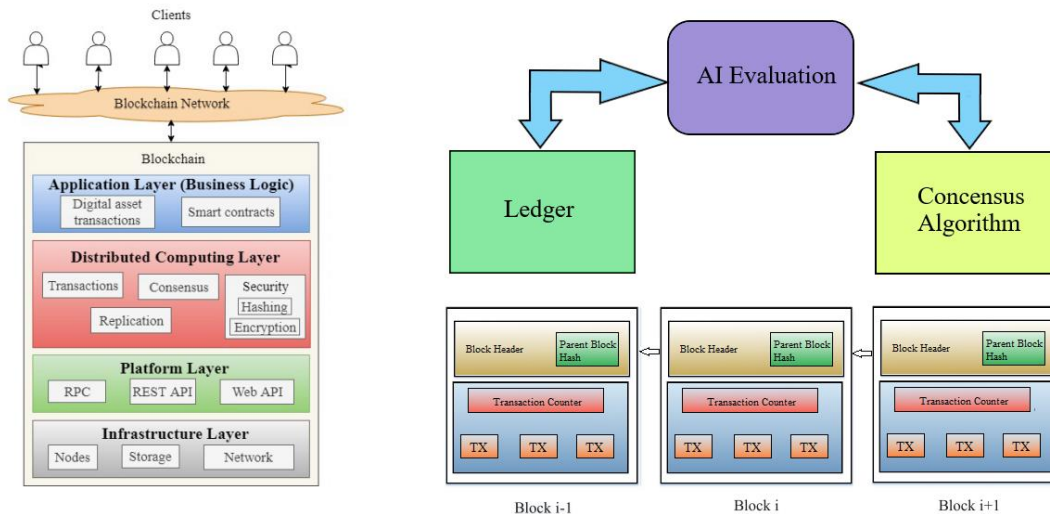 Clients
Blockchain Network
Blockchain
Application Layer (Business Logic)
Digital asset
transactions
Smart contracts
Distributed Computing Layer
Transactions
Consensus
Security
Hashing
Encryption
Replication
Platform Layer
RPC
REST API
Web API
Infrastructure Layer
Nodes
Storage
Network
AI Evaluation
Ledger
Concensus
Algorithm
Block Header
Parent Block
Hash
Transaction Counter
TX
TX
TX
Block i-1
Block Header
Parent Block
Hash
Transaction Counter
TX
TX
TX
Block i
Block Header
Parent Block
Hash
Transaction Counter
TX
TX
TX
Block i+1